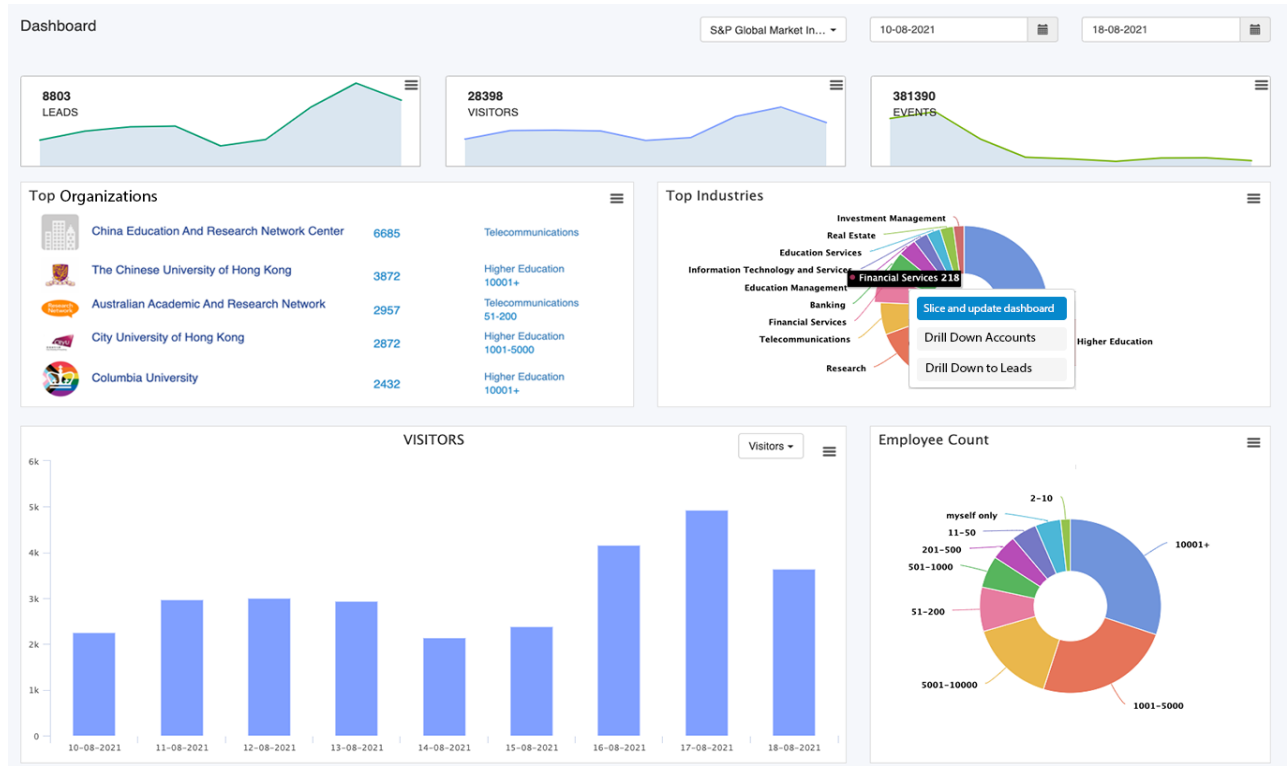 Dashboard
S&P Global Market In...
10-08-2021
18-08-2021
8803
LEADS
28398
VISITORS
381390
EVENTS
Top Organizations
China Education And Research Network Center
6685
Telecommunications
The Chinese University of Hong Kong
3872
Higher Education
10001+
Research Network
Australian Academic And Research Network
2957
Telecommunications
51-200
City University of Hong Kong
2872
Higher Education
1001-5000
Columbia University
2432
Higher Education
10001+
Top Industries
Investment Management
Real Estate
Education Services
Information Technology and Services
Financial Services 218
Education Management
Banking
Financial Services
Telecommunications
Research
Higher Education
Slice and update dashboard
Drill Down Accounts
Drill Down to Leads
VISITORS
Visitors
6k
5k
4k
3k
2k
1k
0
10-08-2021
11-08-2021
12-08-2021
13-08-2021
14-08-2021
15-08-2021
16-08-2021
17-08-2021
18-08-2021
Employee Count
2-10
myself only
11-50
201-500
501-1000
51-200
5001-10000
10001+
1001-5000